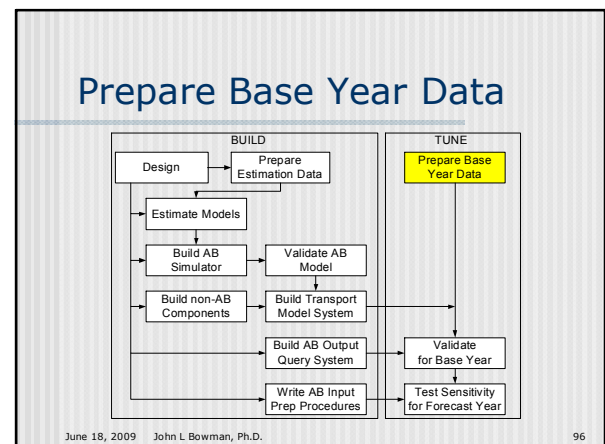 Prepare Base Year Data
BUILD
TUNE
Design
Prepare
Estimation Data
Prepare Base
Year Data
Estimate Models
Build AB
Simulator
Validate AB
Model
Build non-AB
Components
Build Transport
Model System
Build AB Output
Query System
Validate
for Base Year
Write AB Input
Prep Procedures
Test Sensitivity
for Forecast Year
June 18, 2009 John L Bowman, Ph.D. 96